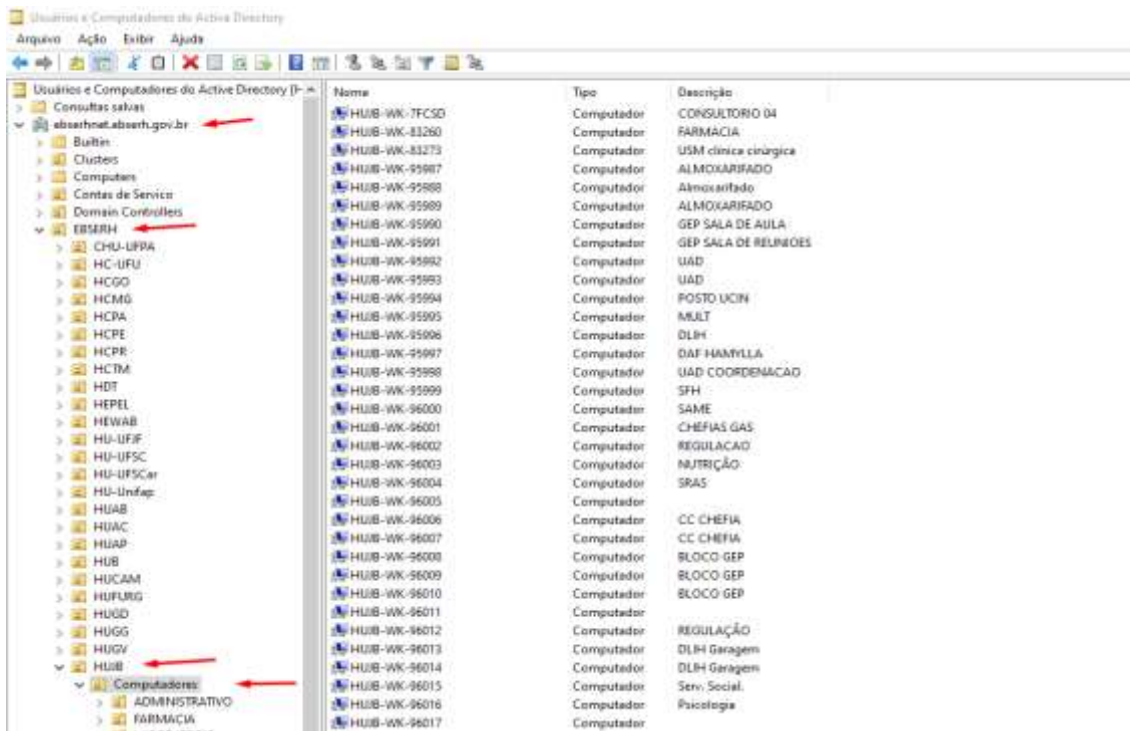 Usuários e Computadores do Active Directory
Arquivo Ação Exibir Ajuda
Usuários e Computadores do Active Directory [
Consultas salvas
ebserhnet.ebserh.gov.br
Builtin
Clusters
Computers
Contas de Servico
Domain Controllers
EBSERH
CHU-UFPA
HC-UFU
HCGO
HCMG
HCPA
HCPE
HCPR
HCTM
HDT
HEPEL
HEWAB
HU-UFJF
HU-UFSC
HU-UFSCar
HU-Unifap
HUAB
HUAC
HUAP
HUB
HUCAM
HUFURG
HUGD
HUGG
HUGV
HUJB
Computadores
ADMINISTRATIVO
FARMACIA
Nome Tipo Descrição
HUJB-WK-7FCSD Computador CONSULTORIO 04
HUJB-WK-83260 Computador FARMÁCIA
HUJB-WK-83273 Computador USM clínica cirúrgica
HUJB-WK-95987 Computador ALMOXARIFADO
HUJB-WK-95988 Computador Almoxarifado
HUJB-WK-95989 Computador ALMOXARIFADO
HUJB-WK-95990 Computador GEP SALA DE AULA
HUJB-WK-95991 Computador GEP SALA DE REUNIOES
HUJB-WK-95992 Computador UAD
HUJB-WK-95993 Computador UAD
HUJB-WK-95994 Computador POSTO UCIN
HUJB-WK-95995 Computador MULT
HUJB-WK-95996 Computador DLIH
HUJB-WK-95997 Computador DAF HAMYLLA
HUJB-WK-95998 Computador UAD COORDENACAO
HUJB-WK-95999 Computador SFH
HUJB-WK-96000 Computador SAME
HUJB-WK-96001 Computador CHEFIAS GAS
HUJB-WK-96002 Computador REGULACAO
HUJB-WK-96003 Computador NUTRIÇÃO
HUJB-WK-96004 Computador SRAS
HUJB-WK-96005 Computador
HUJB-WK-96006 Computador CC CHEFIA
HUJB-WK-96007 Computador CC CHEFIA
HUJB-WK-96008 Computador BLOCO GEP
HUJB-WK-96009 Computador BLOCO GEP
HUJB-WK-96010 Computador BLOCO GEP
HUJB-WK-96011 Computador
HUJB-WK-96012 Computador REGULAÇÃO
HUJB-WK-96013 Computador DLIH Garagem
HUJB-WK-96014 Computador DLIH Garagem
HUJB-WK-96015 Computador Serv. Social.
HUJB-WK-96016 Computador Psicologia
HUJB-WK-96017 Computador